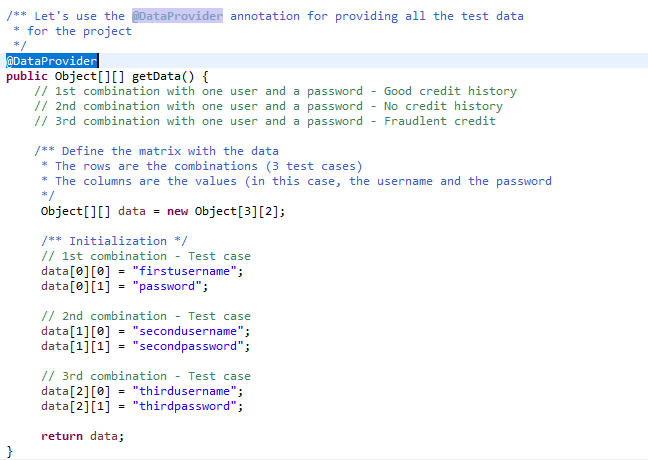 /** Let's use the @DataProvider annotation for providing all the test data
 * for the project
 */
@DataProvider
public Object[][] getData() {
    // 1st combination with one user and a password - Good credit history
    // 2nd combination with one user and a password - No credit history
    // 3rd combination with one user and a password - Fraudlent credit
    /** Define the matrix with the data
     * The rows are the combinations (3 test cases)
     * The columns are the values (in this case, the username and the password
     */
    Object[][] data = new Object[3][2];
    /** Initialization */
    // 1st combination - Test case
    data[0][0] = "firstusername";
    data[0][1] = "password";
    // 2nd combination - Test case
    data[1][0] = "secondusername";
    data[1][1] = "secondpassword";
    // 3rd combination - Test case
    data[2][0] = "thirdusername";
    data[2][1] = "thirdpassword";
    return data;
}